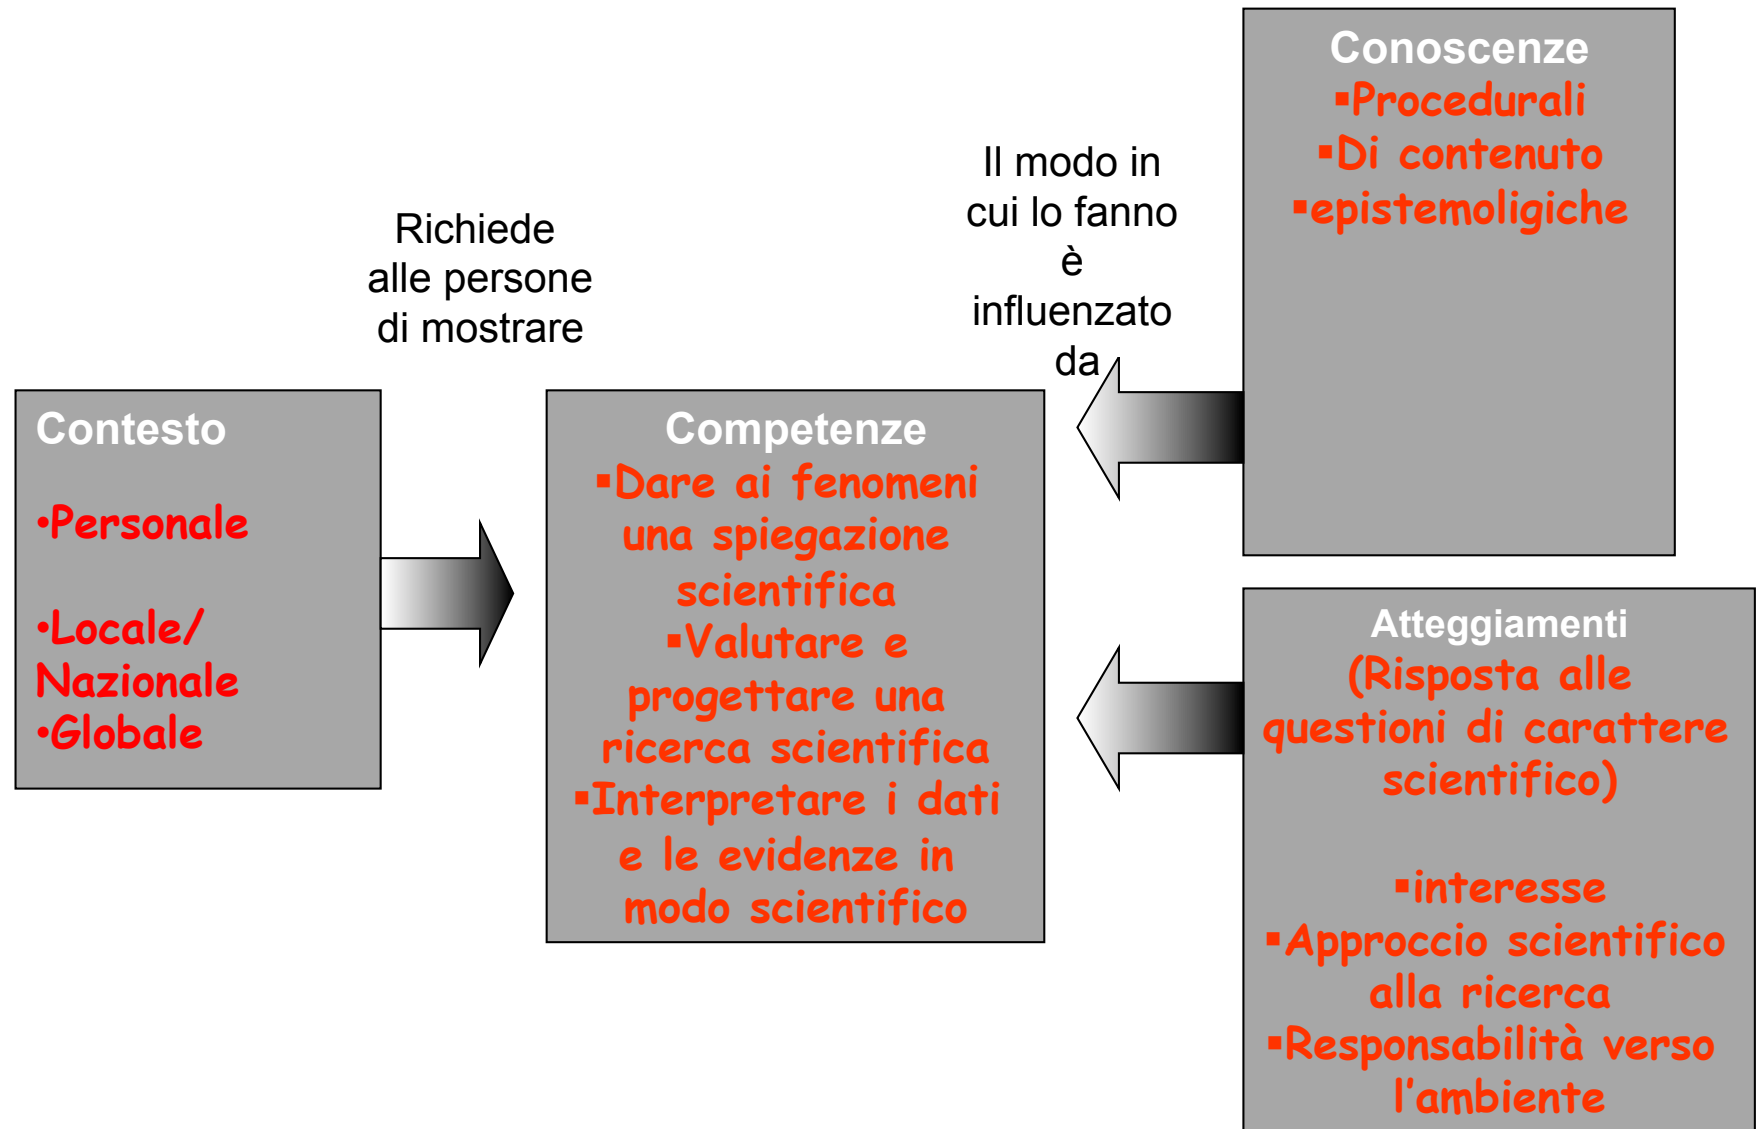 Richiede
alle persone
di mostrare
Il modo in
cui lo fanno
è
influenzato
da
Contesto
•Personale
•Locale/
Nazionale
•Globale
Competenze
▪Dare ai fenomeni
una spiegazione
scientifica
▪Valutare e
progettare una
ricerca scientifica
▪Interpretare i dati
e le evidenze in
modo scientifico
Conoscenze
▪Procedurali
▪Di contenuto
▪epistemoligiche
Atteggiamenti
(Risposta alle
questioni di carattere
scientifico)
▪interesse
▪Approccio scientifico
alla ricerca
▪Responsabilità verso
l'ambiente